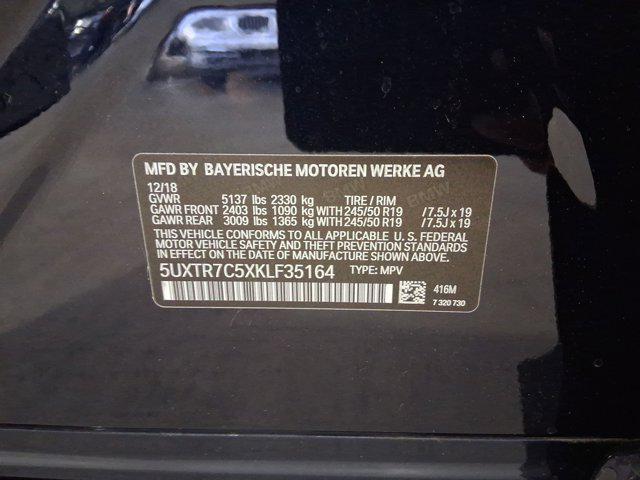 MFD BY BAYERISCHE MOTOREN WERKE AG
12/18
GVWR 5137 lbs 2330 kg TIRE / RIM
GAWR FRONT 2403 lbs 1090 kg WITH 245/50 R19 / 7.5J x 19
GAWR REAR 3009 lbs 1365 kg WITH 245/50 R19 / 7.5J x 19
THIS VEHICLE CONFORMS TO ALL APPLICABLE U. S. FEDERAL
MOTOR VEHICLE SAFETY AND THEFT PREVENTION STANDARDS
IN EFFECT ON THE DATE OF MANUFACTURE SHOWN ABOVE.
5UXTR7C5XKLF35164 TYPE: MPV
416M
7 320 730